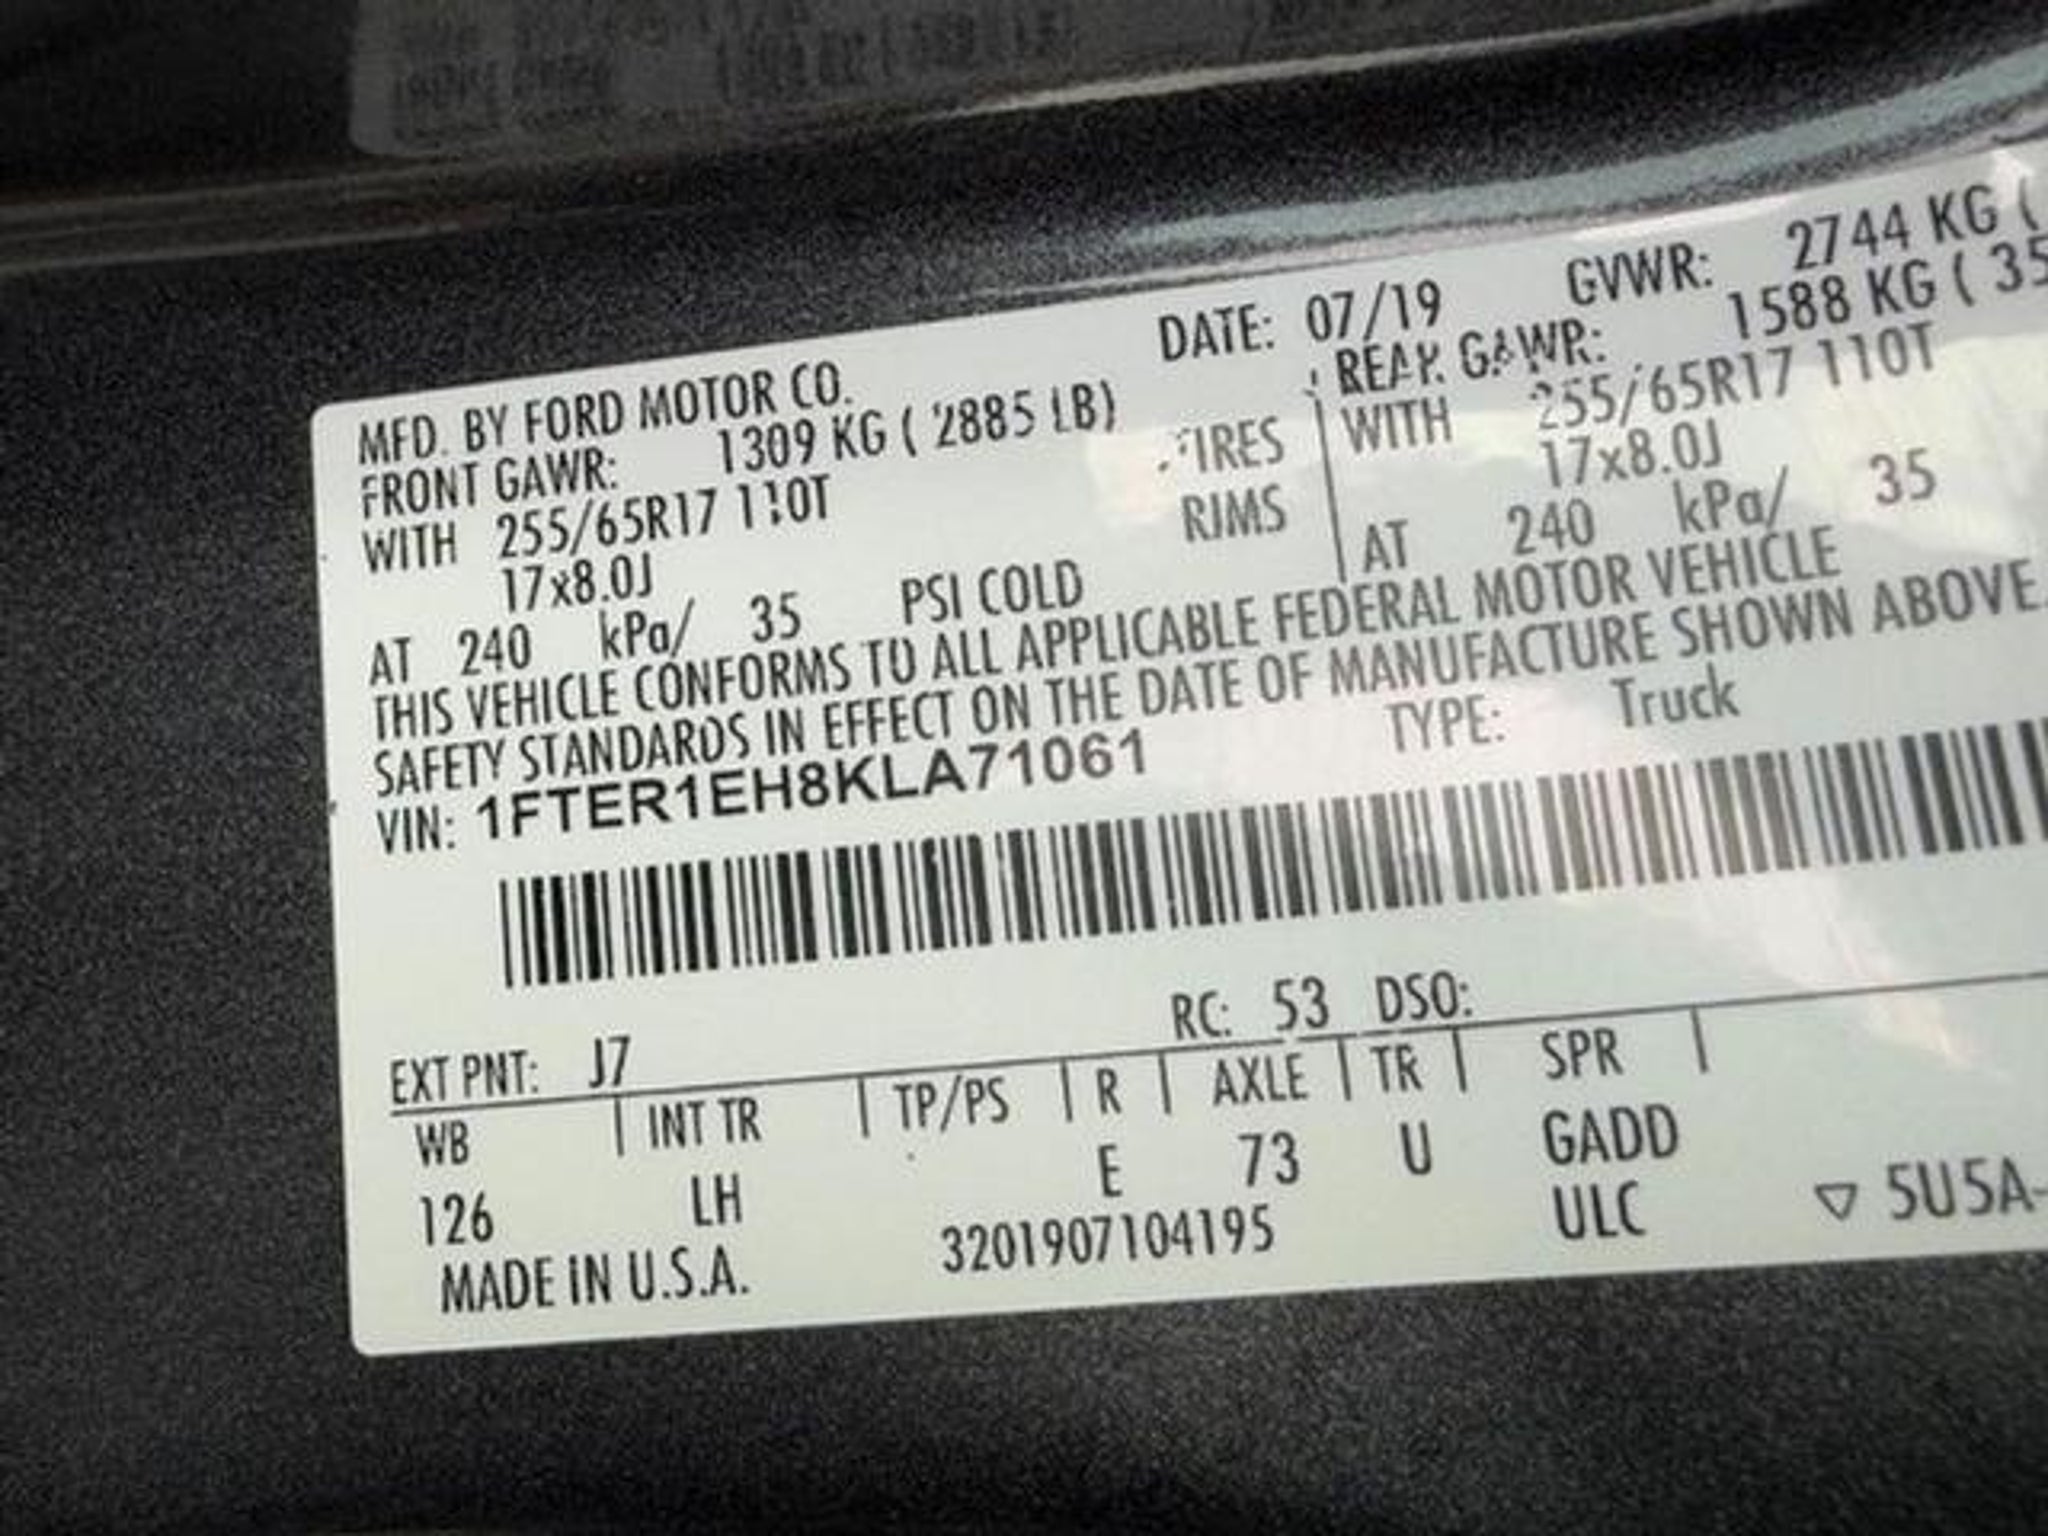 DATE: 07/19 GVWR: 2744 KG (
MFD. BY FORD MOTOR CO.
FRONT GAWR: 1309 KG ( 2885 LB) REAR GAWR: 1588 KG ( 35
WITH 255/65R17 110T TIRES WITH 255/65R17 110T
17x8.0J RIMS 17x8.0J
AT 240 kPa/ 35 PSI COLD AT 240 kPa/ 35
THIS VEHICLE CONFORMS TO ALL APPLICABLE FEDERAL MOTOR VEHICLE
SAFETY STANDARDS IN EFFECT ON THE DATE OF MANUFACTURE SHOWN ABOVE.
VIN: 1FTER1EH8KLA71061 TYPE: Truck
EXT PNT: J7 RC: 53 DSO:
WB INT TR TP/PS R AXLE TR SPR
126 LH E 73 U GADD
ULC
MADE IN U.S.A. 3201907104195 ▽ 5U5A-